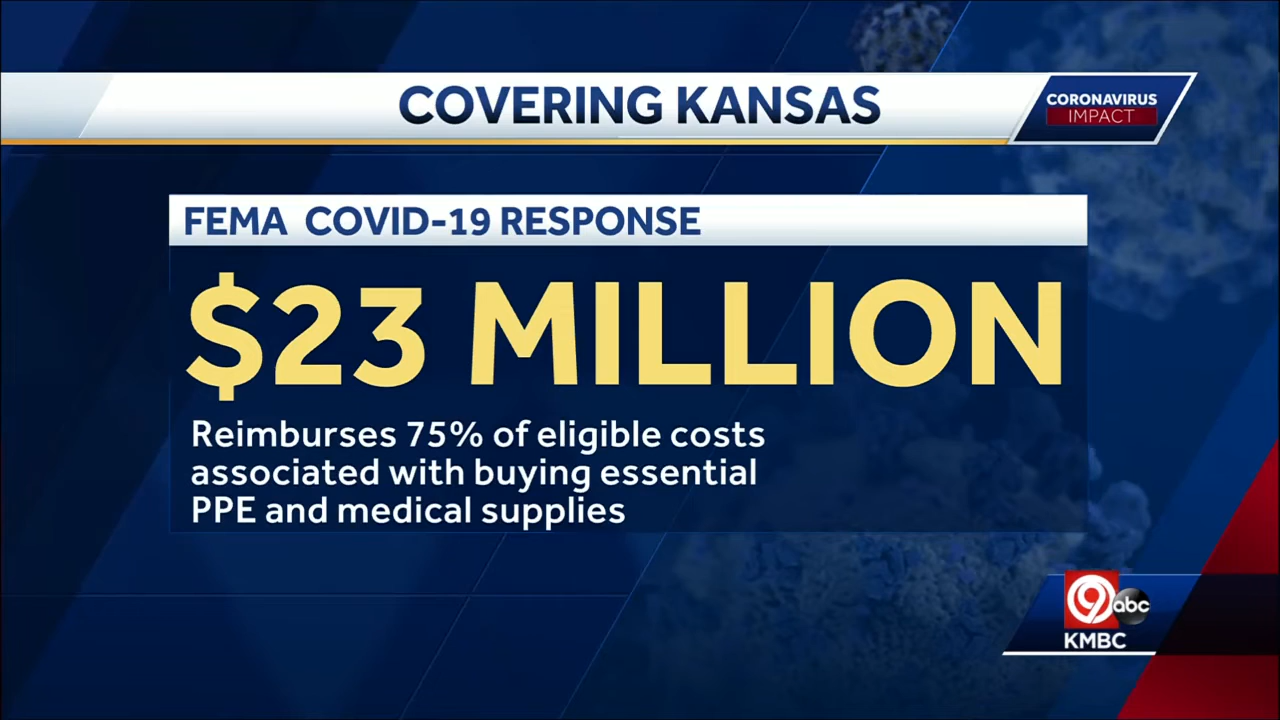 COVERING KANSAS
CORONAVIRUS
IMPACT
FEMA COVID-19 RESPONSE
$23 MILLION
Reimburses 75% of eligible costs
associated with buying essential
PPE and medical supplies
9 abc
KMBC